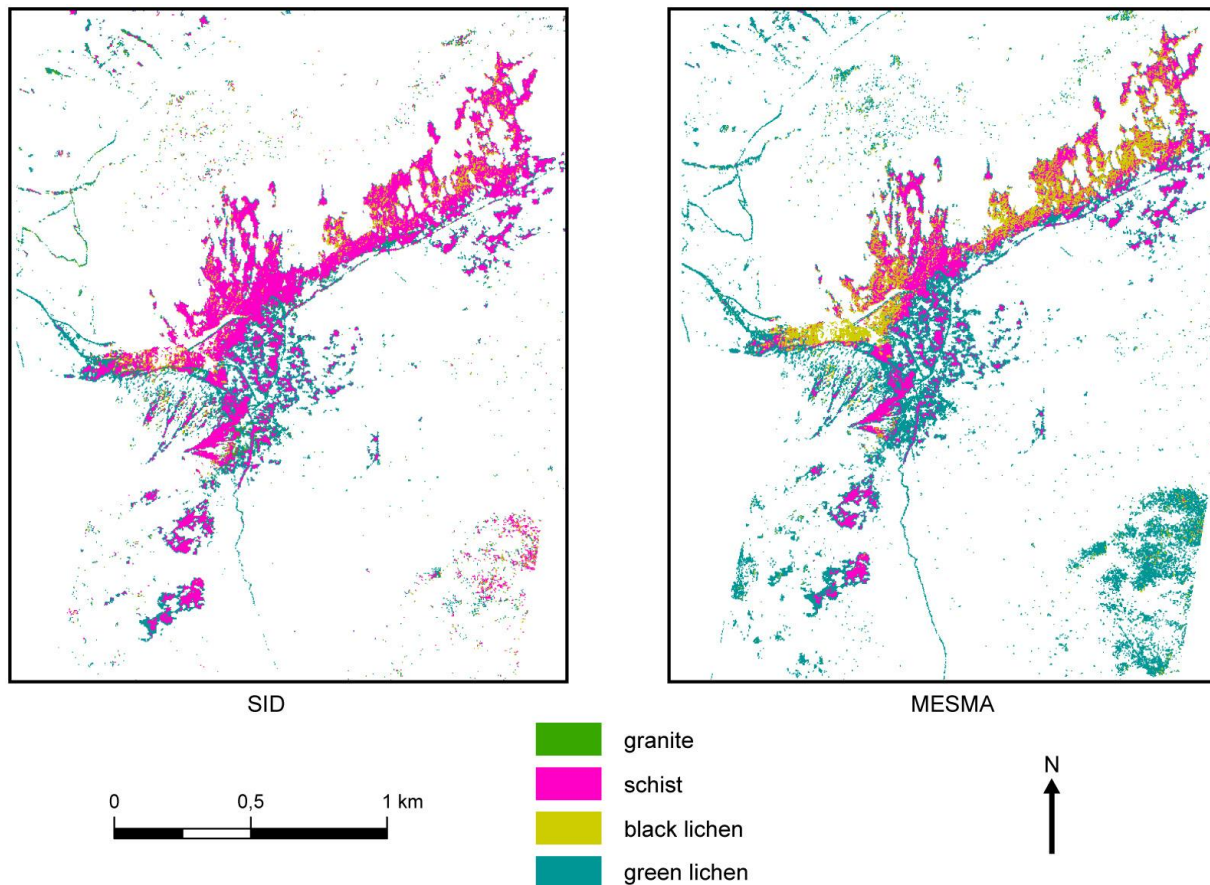 SID
MESMA
granite
schist
black lichen
green lichen
0 0,5 1 km
N